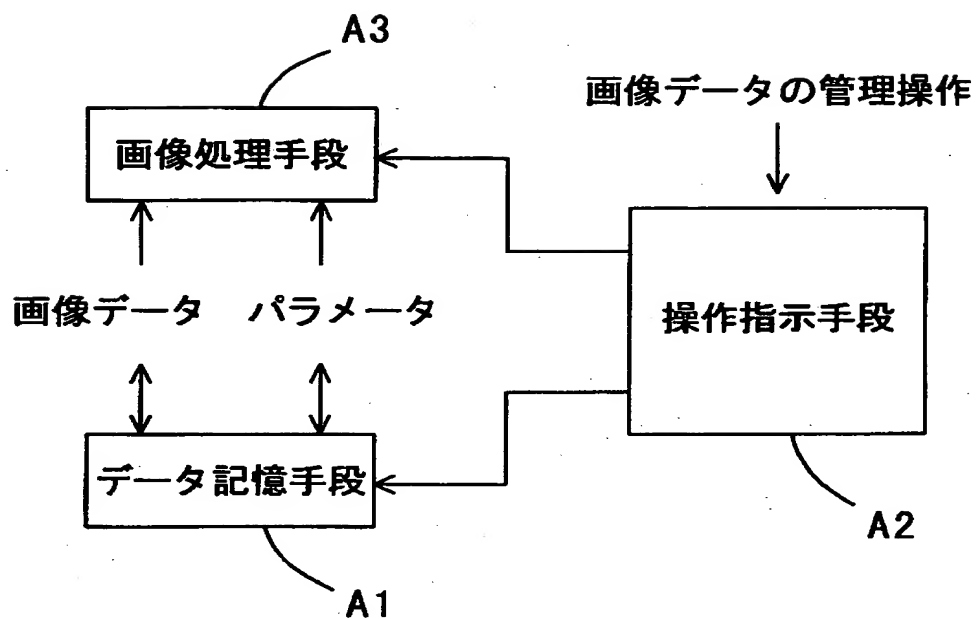 A3
画像データの管理操作
画像処理手段
画像データ パラメータ
操作指示手段
データ記憶手段
A2
A1